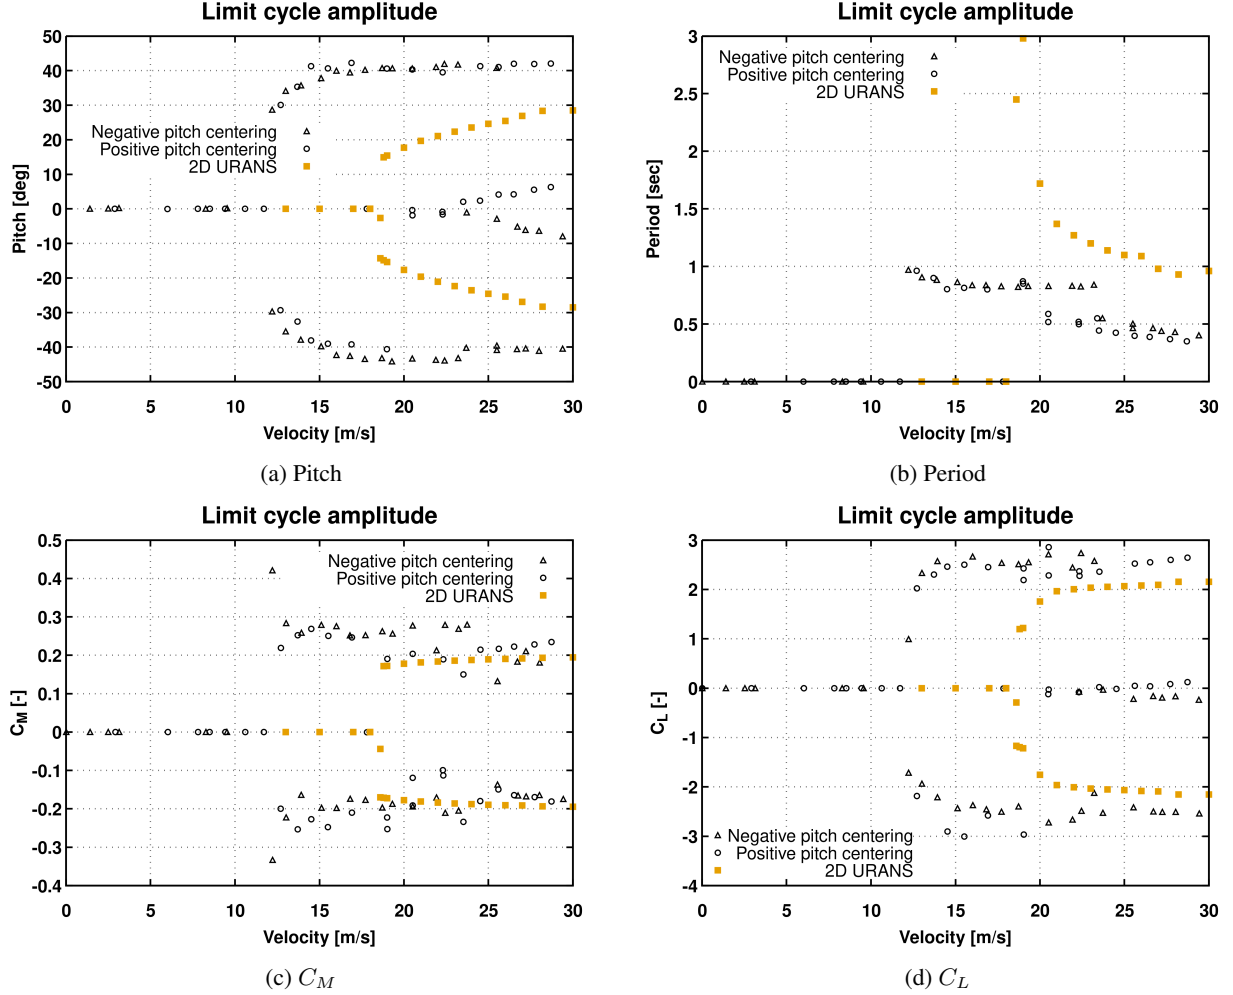 Limit cycle amplitude
50
40
30
20
10
0
-10
-20
-30
-40
-50
Pitch [deg]
Negative pitch centering
Positive pitch centering
2D URANS
0 5 10 15 20 25 30
Velocity [m/s]
(a) Pitch
Limit cycle amplitude
3
2.5
2
1.5
1
0.5
0
Period [sec]
Negative pitch centering
Positive pitch centering
2D URANS
0 5 10 15 20 25 30
Velocity [m/s]
(b) Period
Limit cycle amplitude
0.5
0.4
0.3
0.2
0.1
0
-0.1
-0.2
-0.3
-0.4
C_M [-]
Negative pitch centering
Positive pitch centering
2D URANS
0 5 10 15 20 25 30
Velocity [m/s]
(c) C_M
Limit cycle amplitude
3
2
1
0
-1
-2
-3
-4
C_L [-]
Negative pitch centering
Positive pitch centering
2D URANS
0 5 10 15 20 25 30
Velocity [m/s]
(d) C_L